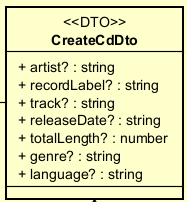 <<DTO>>
CreateCdDto
+ artist? : string
+ recordLabel? : string
+ track? : string
+ releaseDate? : string
+ totalLength? : number
+ genre? : string
+ language? : string